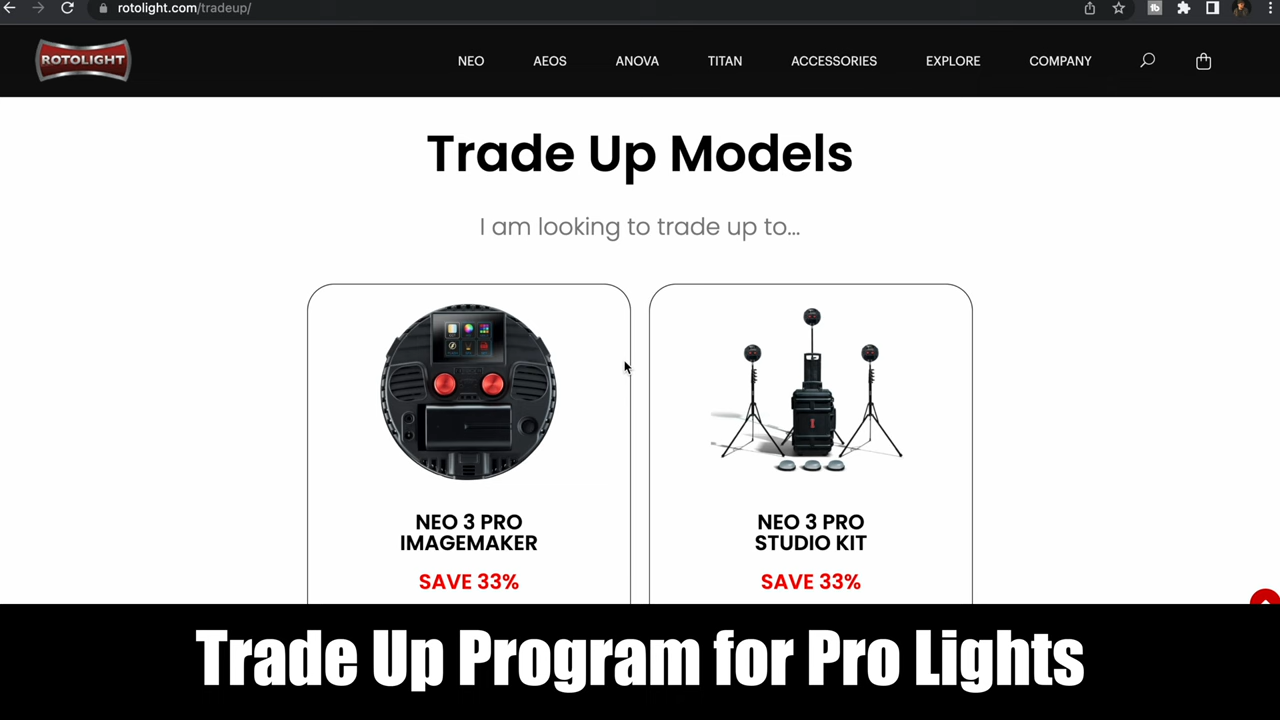 rotolight.com/tradeup/
ROTOLIGHT
NEO
AEOS
ANOVA
TITAN
ACCESSORIES
EXPLORE
COMPANY
Trade Up Models
I am looking to trade up to...
NEO 3 PRO
IMAGEMAKER
SAVE 33%
NEO 3 PRO
STUDIO KIT
SAVE 33%
Trade Up Program for Pro Lights